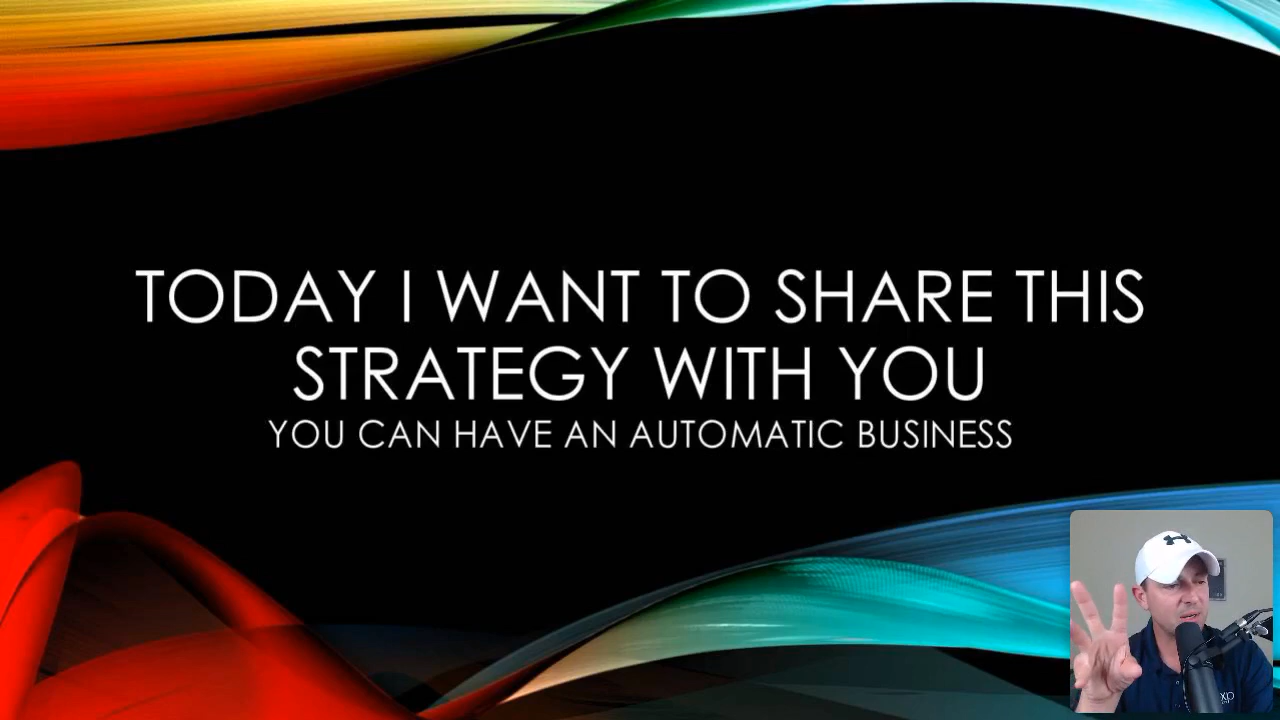 TODAY I WANT TO SHARE THIS
STRATEGY WITH YOU
YOU CAN HAVE AN AUTOMATIC BUSINESS